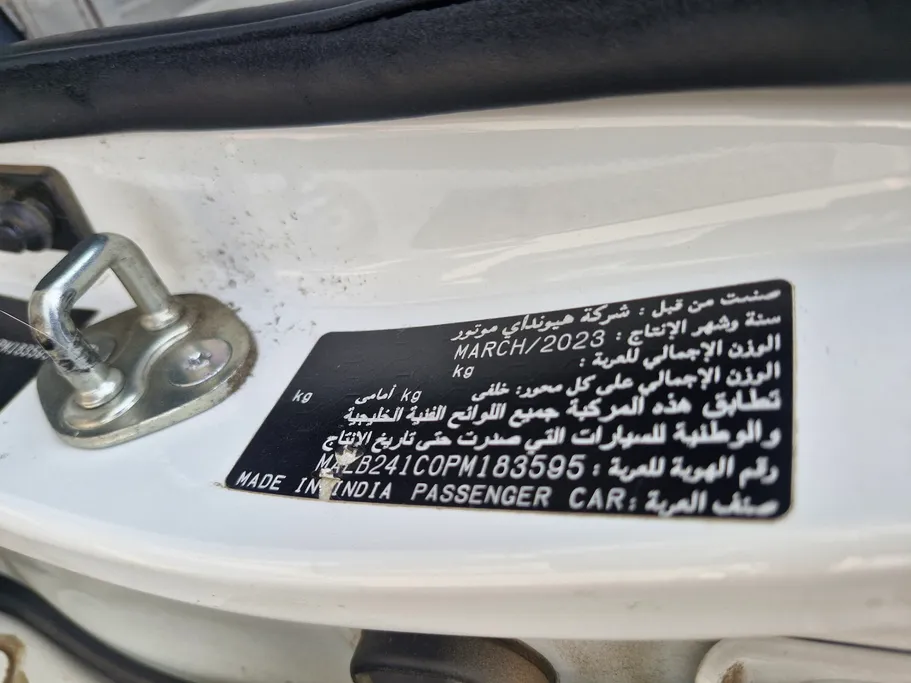 صنعت من قبل : شركة هيونداي موتور
سنة وشهر الإنتاج : MARCH/2023
الوزن الإجمالي للعربة : kg
الوزن الإجمالي على كل محور: خلفى kg أمامى kg
تطابق هذه المركبة جميع اللوائح الفنية الخليجية
والوطنية للسيارات التي صدرت حتى تاريخ الإنتاج
رقم الهوية للعربة : MALB241C0PM183595
صنف العربة : MADE IN INDIA PASSENGER CAR